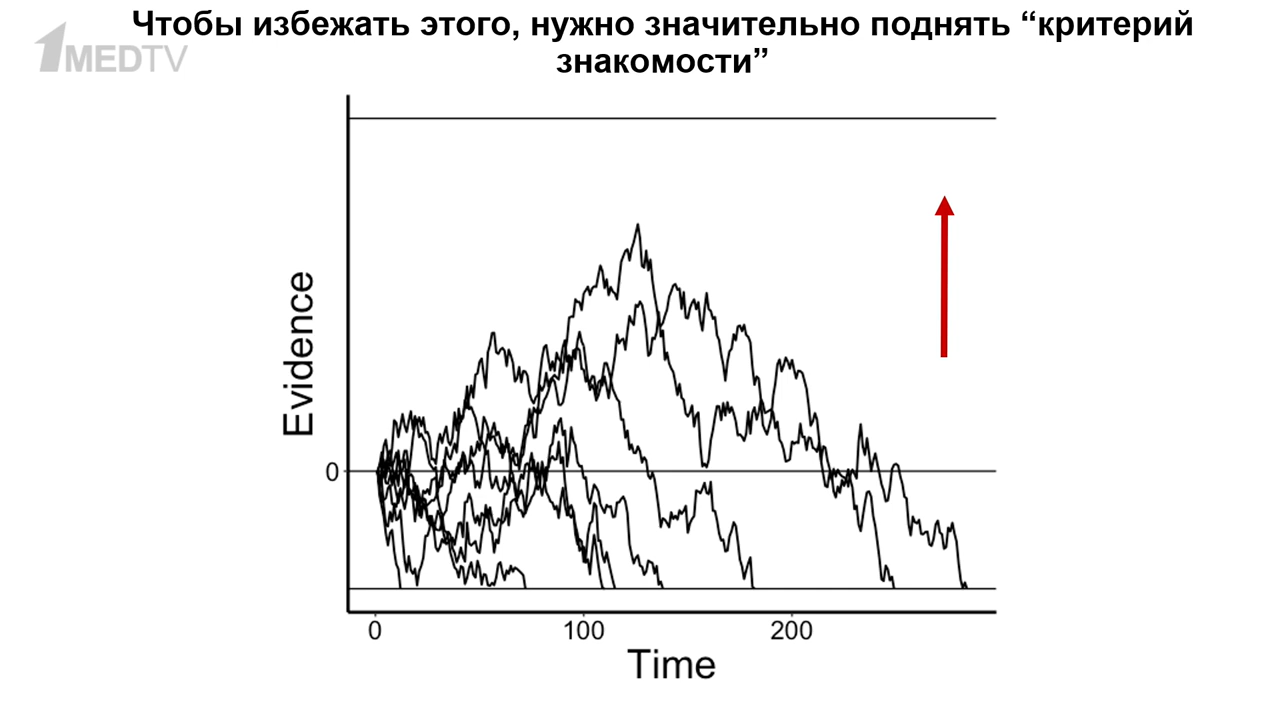 Чтобы избежать этого, нужно значительно поднять “критерий
знакомости”
1MEDTV
Evidence
0
0
100
200
Time